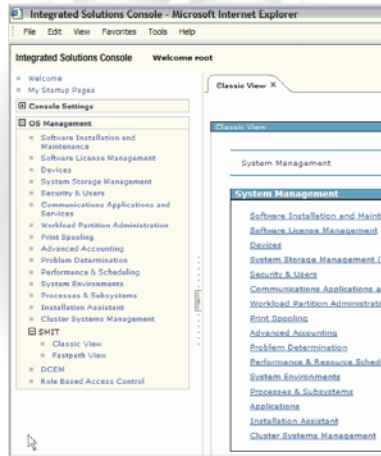 Integrated Solutions Console - Microsoft Internet Explorer
File Edit View Favorites Tools Help
Integrated Solutions Console Welcome root
Welcome
My Startup Pages
Console Settings
OS Management
Software Installation and
Maintenance
Software License Management
Devices
System Storage Management
Security & Users
Communications Applications and
Services
Workload Partition Administration
Print Spooling
Advanced Accounting
Problem Determination
Performance & Scheduling
System Environments
Processes & Subsystems
Installation Assistant
Cluster Systems Management
SMIT
Classic View
Fastpath View
DCEM
Role Based Access Control
Classic View X
Classic View
System Management
System Management
Software Installation and Maint
Software License Management
Devices
System Storage Management (
Security & Users
Communications Applications a
Workload Partition Administrati
Print Spooling
Advanced Accounting
Problem Determination
Performance & Resource Sched
System Environments
Processes & Subsystems
Applications
Installation Assistant
Cluster Systems Management